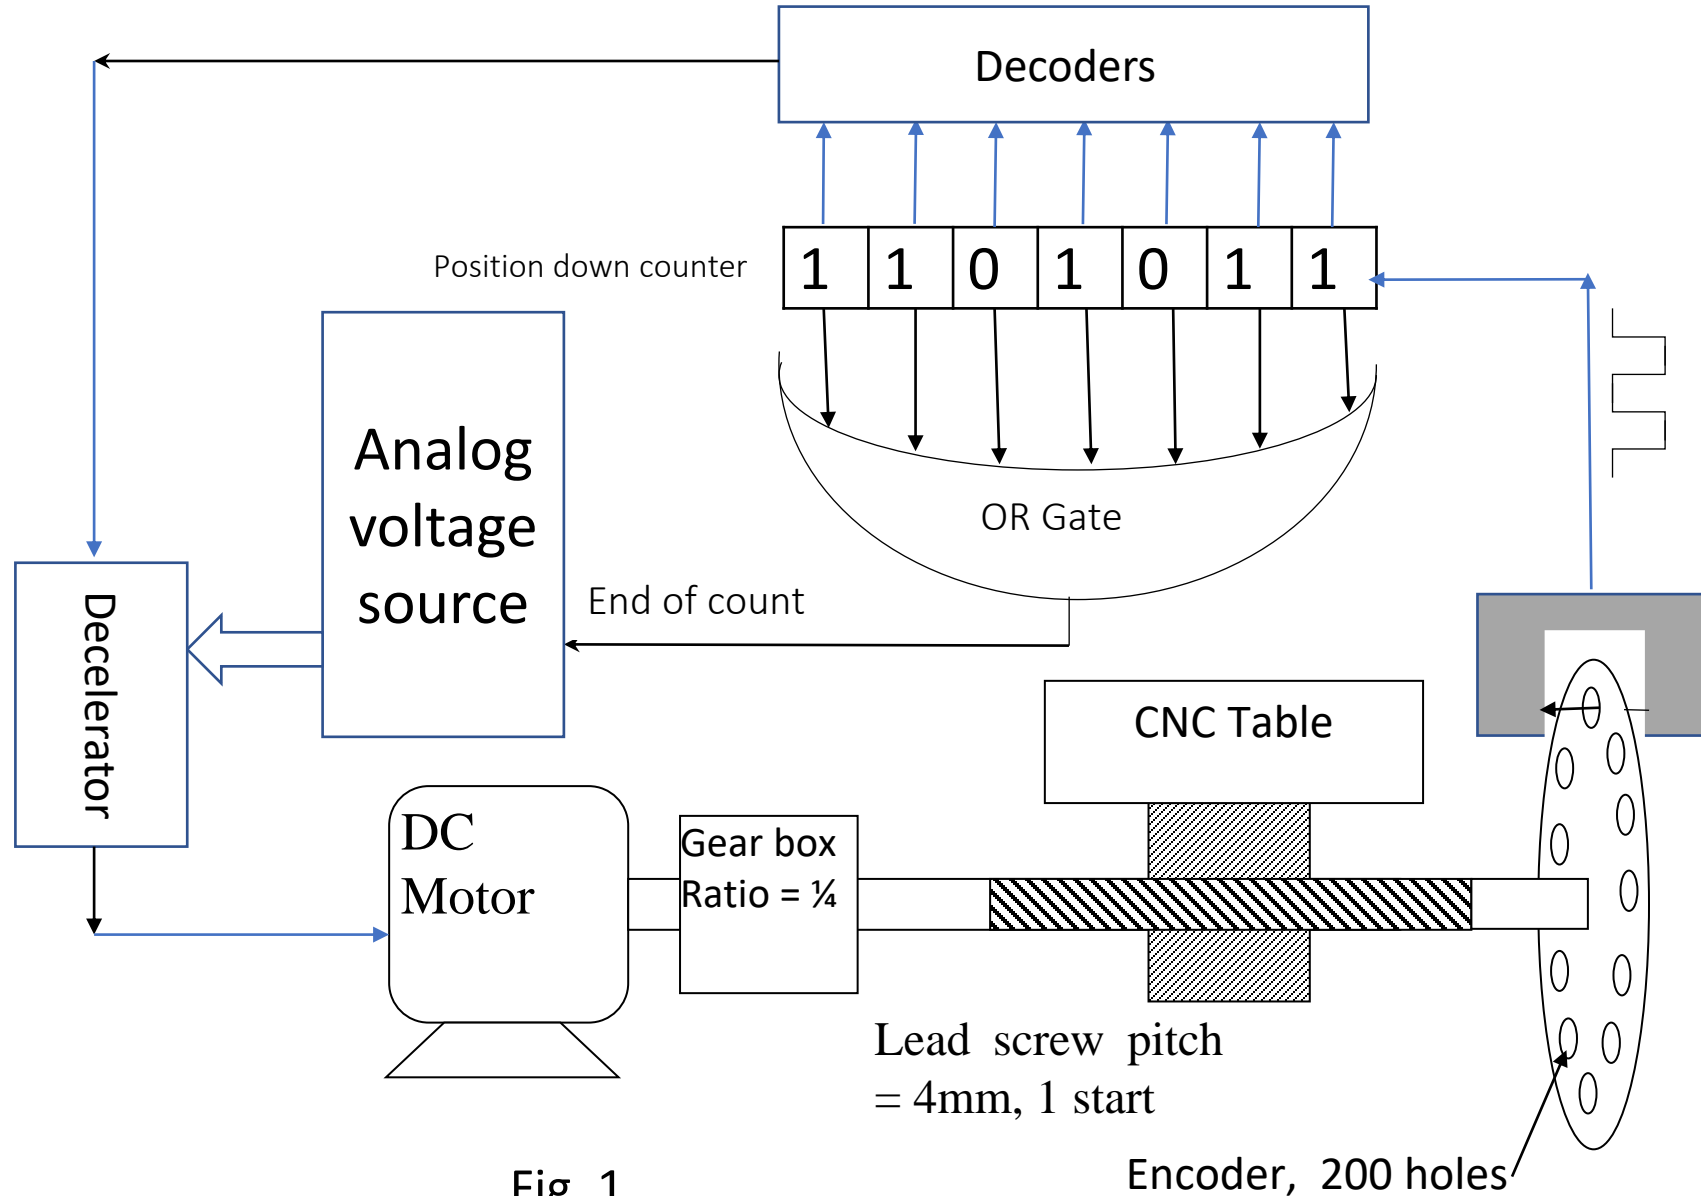 Decoders
Position down counter
1 1 0 1 0 1 1
Analog
voltage
source
OR Gate
End of count
Decelerator
CNC Table
DC
Motor
Gear box
Ratio = ¼
Lead screw pitch
= 4mm, 1 start
Encoder, 200 holes
Fig. 1